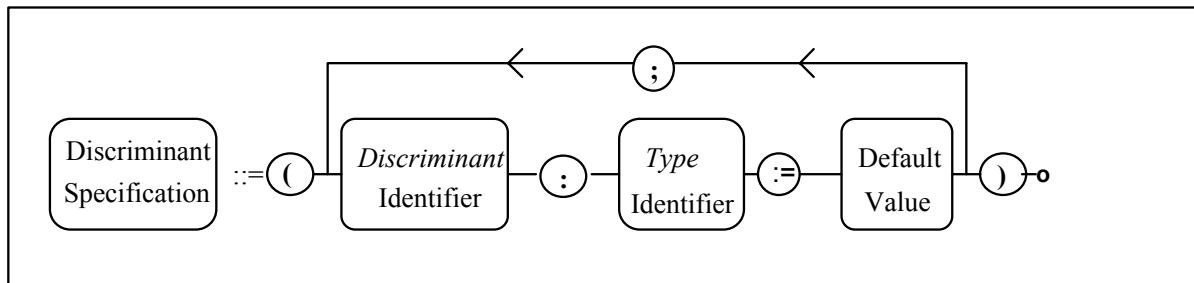 ;
Discriminant
Specification
::=
(
Discriminant
Identifier
:
Type
Identifier
:=
Default
Value
)
o